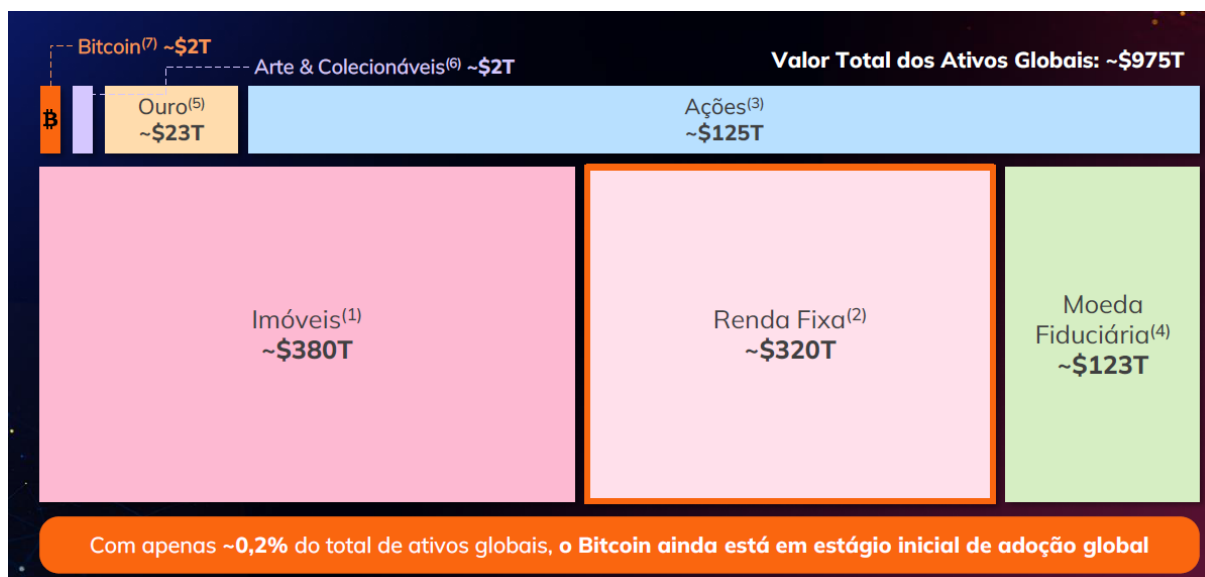 Bitcoin(7) ~$2T
Arte & Colecionáveis(6) ~$2T
Valor Total dos Ativos Globais: ~$975T
₿
Ouro(5)
~$23T
Ações(3)
~$125T
Imóveis(1)
~$380T
Renda Fixa(2)
~$320T
Moeda
Fiduciária(4)
~$123T
Com apenas ~0,2% do total de ativos globais, o Bitcoin ainda está em estágio inicial de adoção global